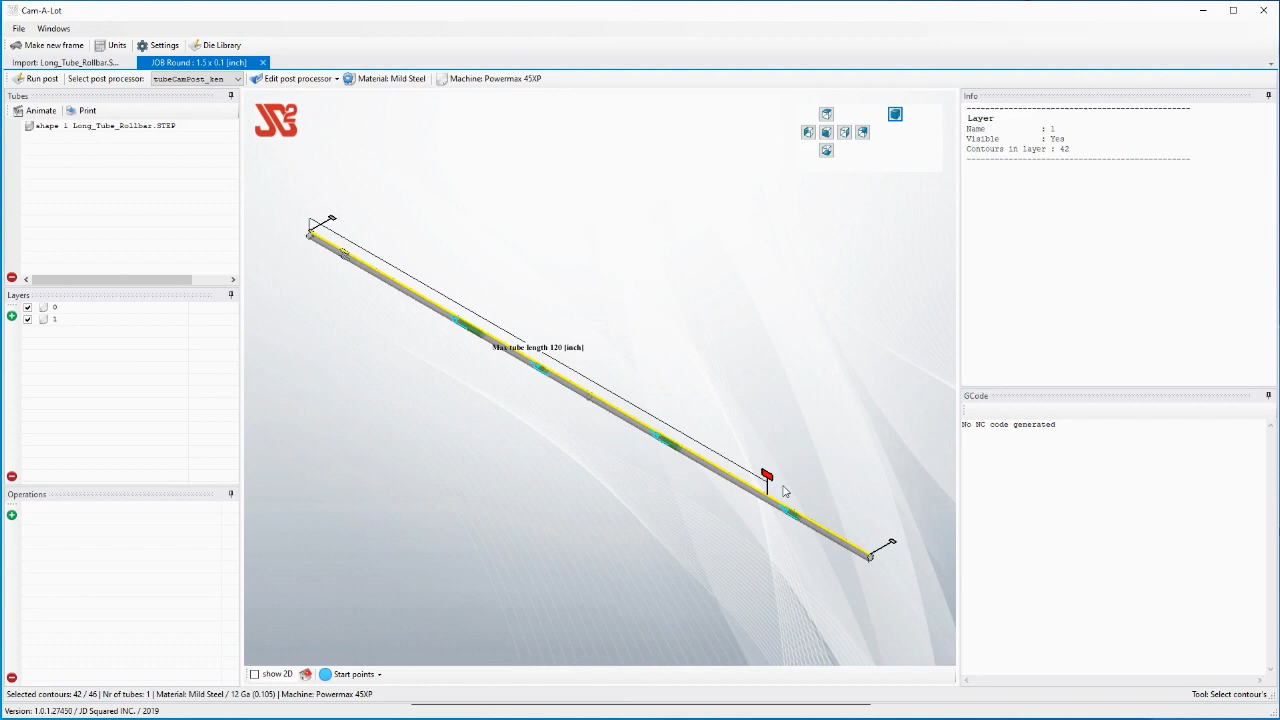 Cam-A-Lot
File Windows
Make new frame Units Settings Die Library
Import: Long_Tube_Rollbar.S... JOB Round : 1.5 x 0.1 [inch]
Run post Select post processor: tubeCamPost_ken Edit post processor Material: Mild Steel Machine: Powermax 45XP
Tubes
Animate Print
shape 1 Long_Tube_Rollbar.STEP
Layers
0
1
Operations
JD2
Max tube length 120 [inch]
Info
Layer
Name : 1
Visible : Yes
Contours in layer : 42
GCode
No NC code generated
show 2D Start points
Selected contours: 42 / 46 | Nr of tubes: 1 | Material: Mild Steel / 12 Ga (0.105) | Machine: Powermax 45XP
Tool: Select contour's
Version: 1.0.1.27450 / JD Squared INC. / 2019